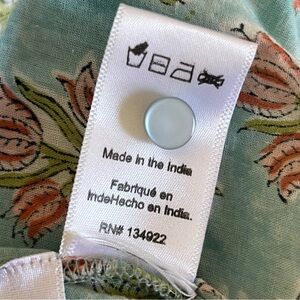 Made in the India
Fabriqué en
IndeHecho en India.
RN# 134922